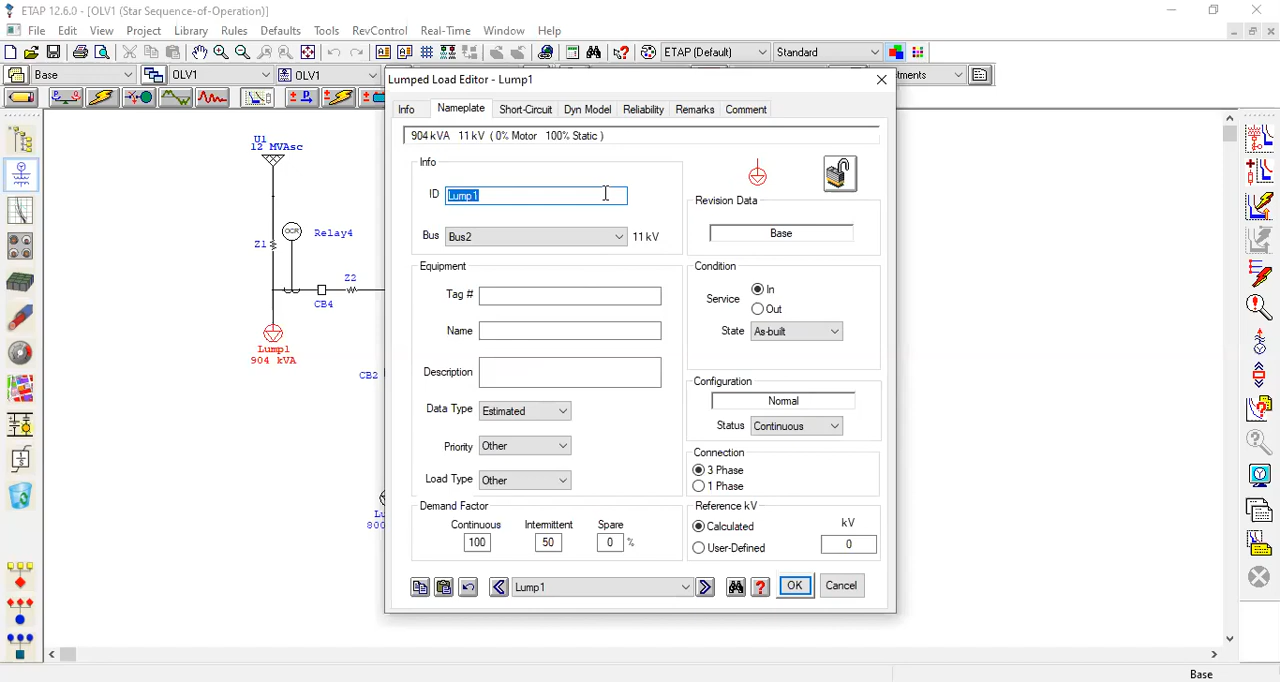 ETAP 12.6.0 - [OLV1 (Star Sequence-of-Operation)]
File Edit View Project Library Rules Defaults Tools RevControl Real-Time Window Help
ETAP (Default) Standard
Base OLV1 OLV1
Lumped Load Editor - Lump1
Info Nameplate Short-Circuit Dyn Model Reliability Remarks Comment
904 kVA 11 kV ( 0% Motor 100% Static )
Info
ID Lump1
Bus Bus2 11 kV
Revision Data
Base
Equipment
Tag #
Name
Description
Data Type Estimated
Priority Other
Load Type Other
Condition
Service In
Out
State As-built
Configuration
Normal
Status Continuous
Connection
3 Phase
1 Phase
Demand Factor
Continuous Intermittent Spare
100 50 0 %
Reference kV
Calculated kV
User-Defined 0
Lump1 OK Cancel
U1
12 MVAsc
OCR Relay4
Z1
Z2
CB4
Lump1
904 kVA
CB2
Base